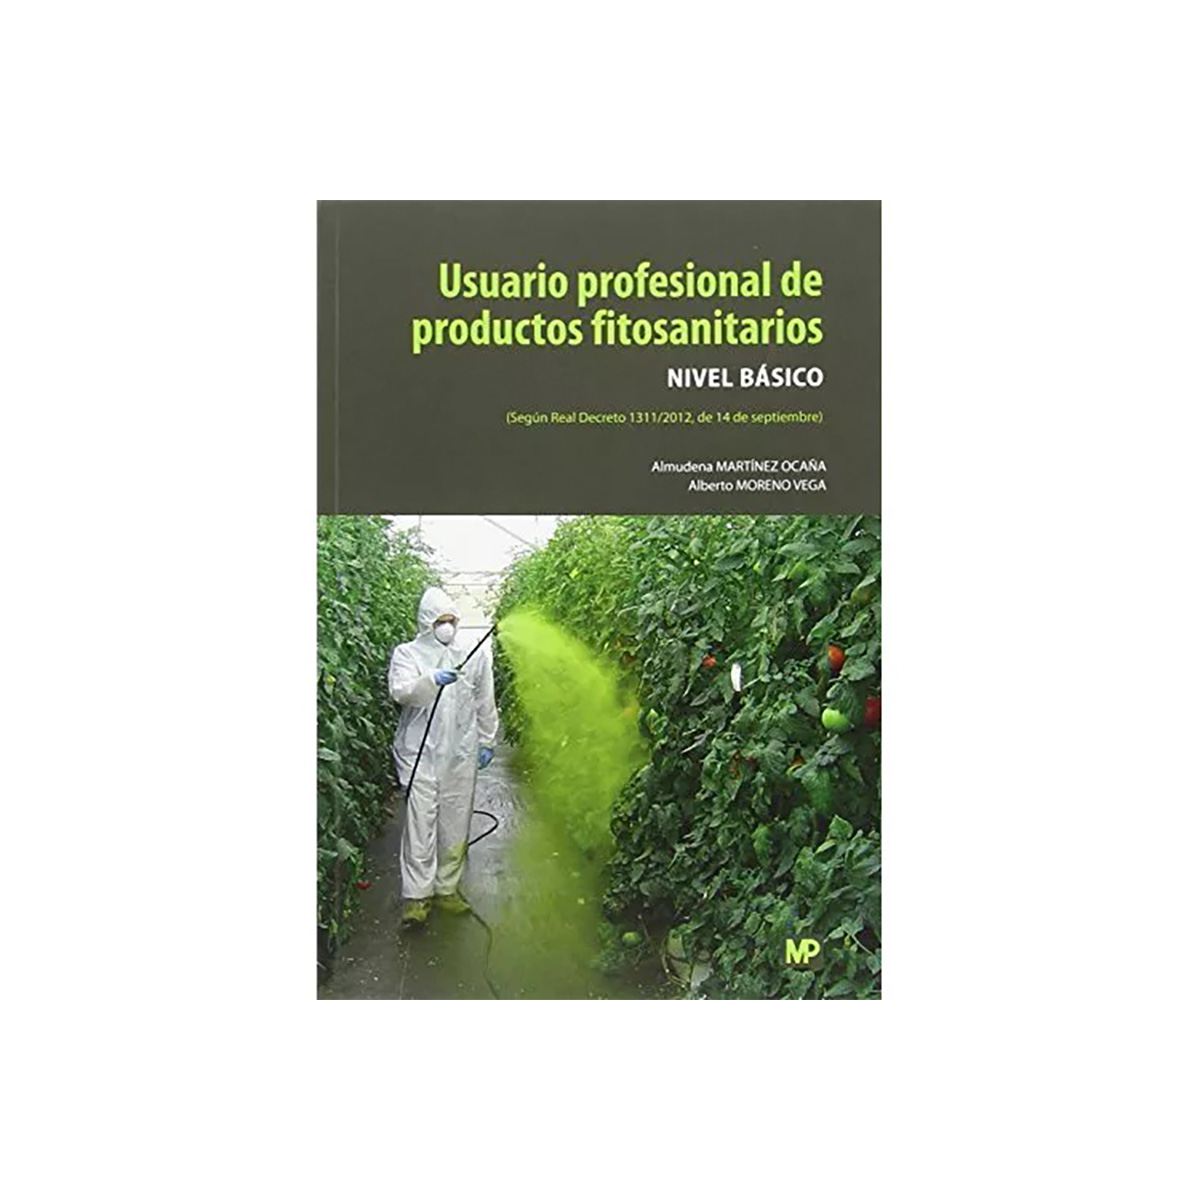 Usuario profesional de
productos fitosanitarios
NIVEL BÁSICO
(Según Real Decreto 1311/2012, de 14 de septiembre)
Almudena MARTÍNEZ OCAÑA
Alberto MORENO VEGA
MP